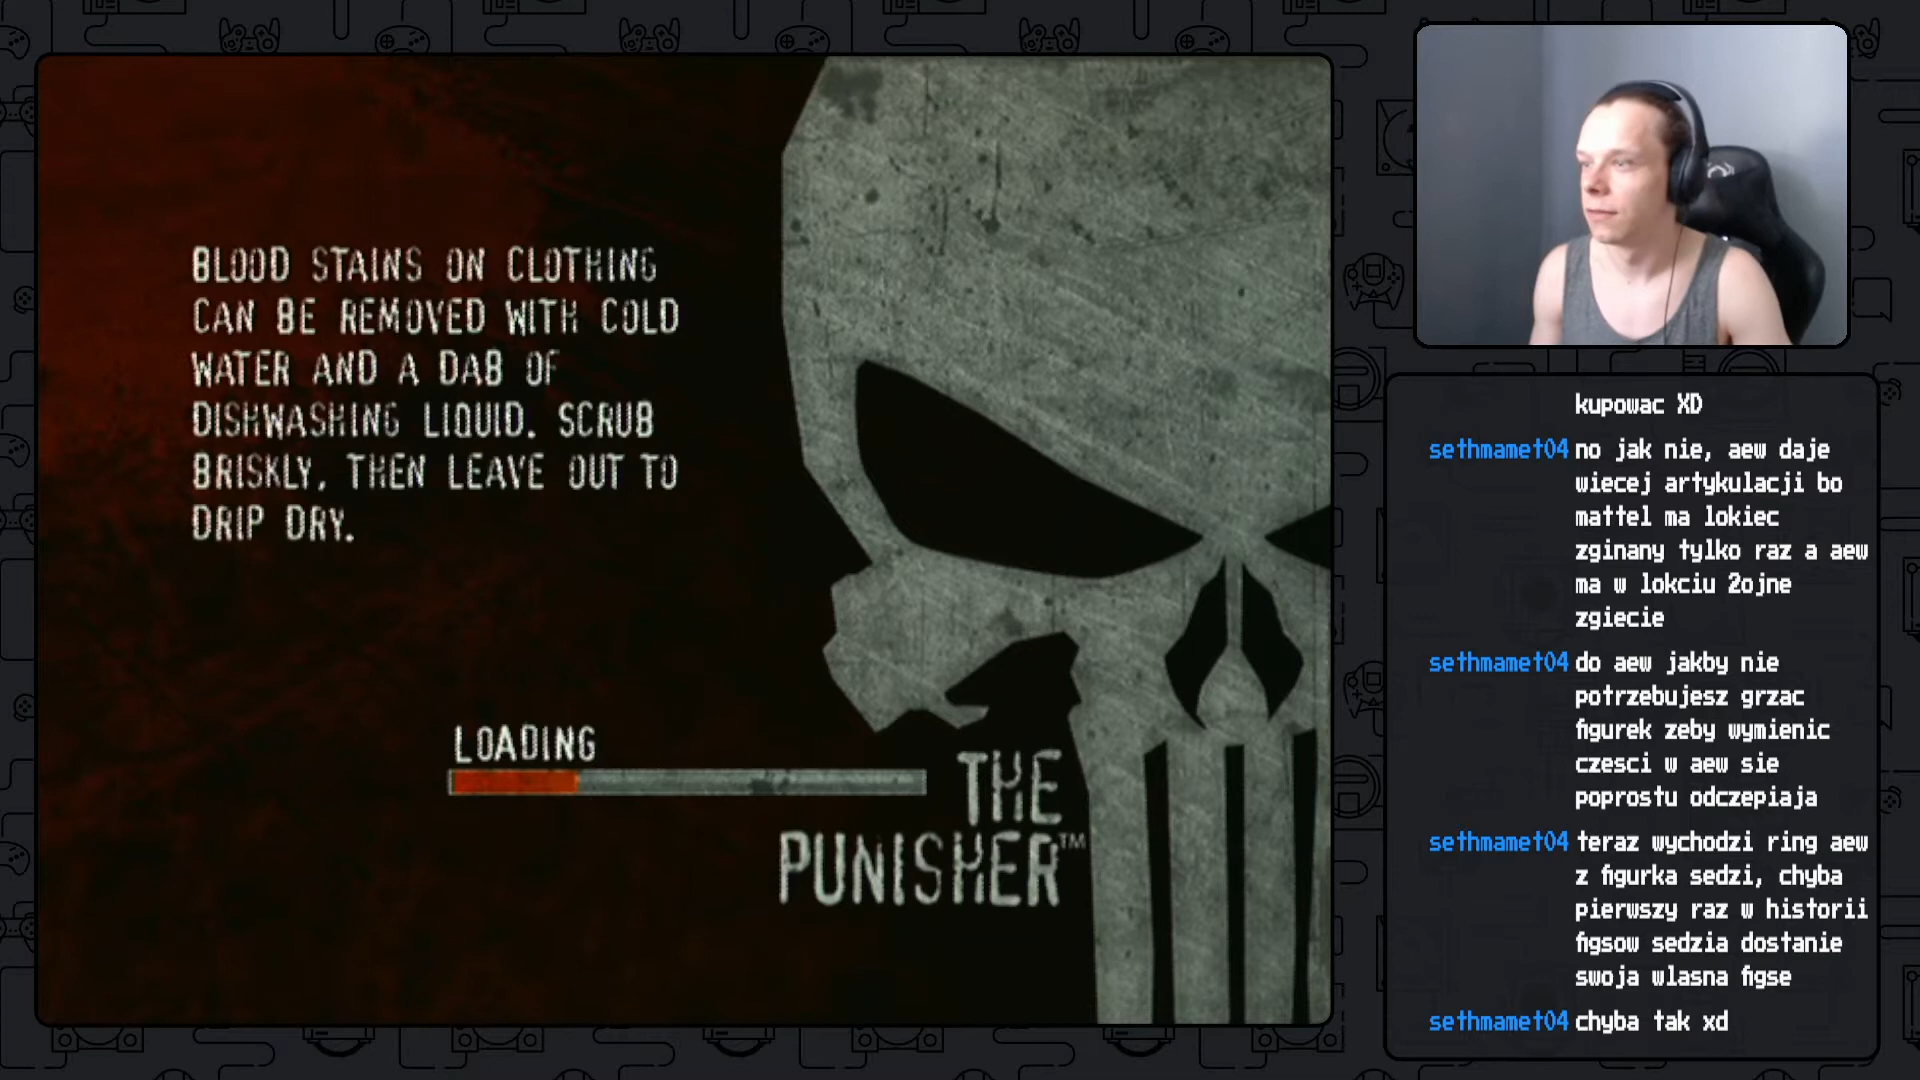 BLOOD STAINS ON CLOTHING
CAN BE REMOVED WITH COLD
WATER AND A DAB OF
DISHWASHING LIQUID. SCRUB
BRISKLY, THEN LEAVE OUT TO
DRIP DRY.
LOADING
THE
PUNISHER™
kupowac XD
sethmamet04 no jak nie, aew daje
wiecej artykulacji bo
mattel ma lokiec
zginany tylko raz a aew
ma w lokciu 2ojne
zgiecie
sethmamet04 do aew jakby nie
potrzebujesz grzac
figurek zeby wymienic
czesci w aew sie
poprostu odczepiaja
sethmamet04 teraz wychodzi ring aew
z figurka sedzi, chyba
pierwszy raz w historii
figsow sedzia dostanie
swoja wlasna figse
sethmamet04 chyba tak xd